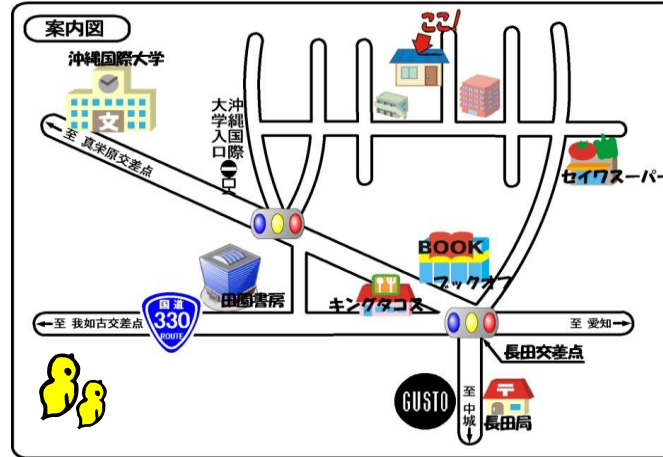 案内図
ここ!
沖縄国際大学
文
至 真栄原交差点
沖縄国際
大学入口
セイワスーパー
BOOK
ブックオフ
田園書房
キングタコス
国道
330
ROUTE
至 我如古交差点
至 愛知
長田交差点
GUSTO
至 中城
〒
長田局